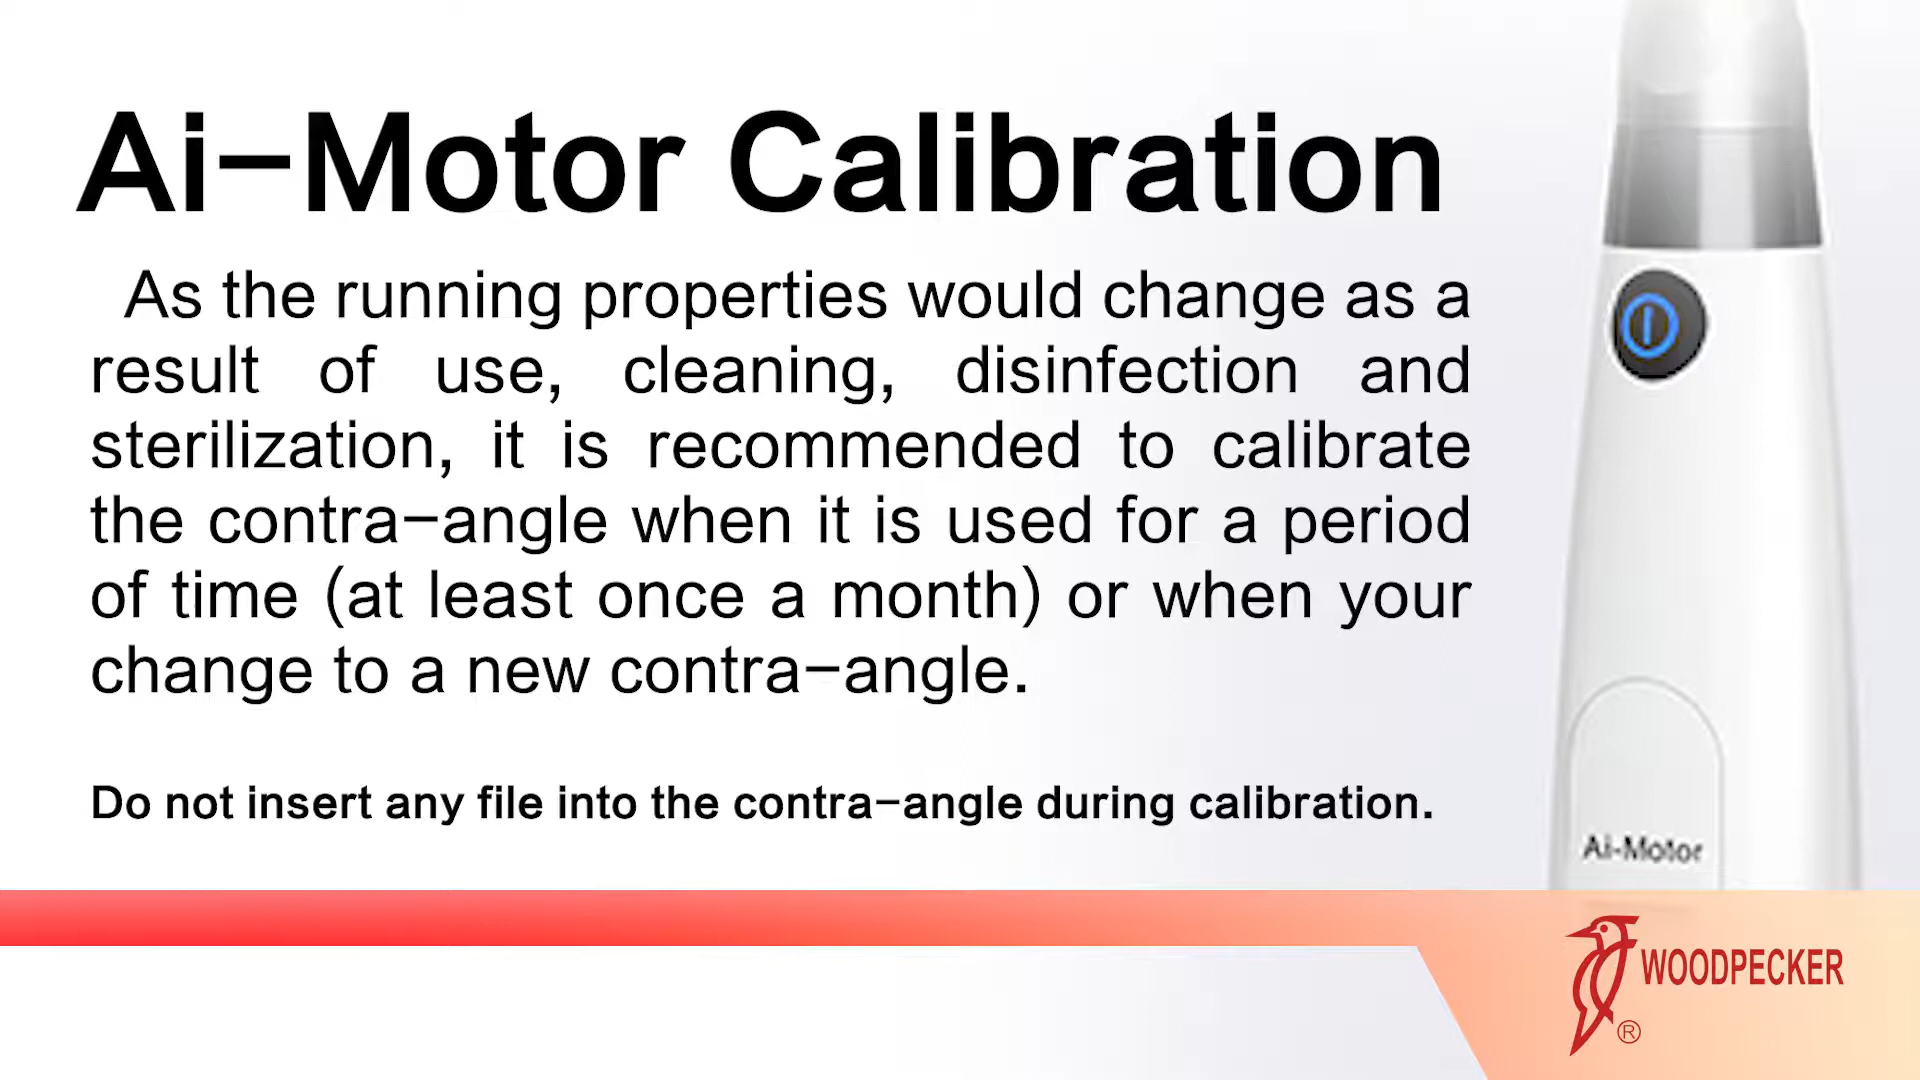 Ai-Motor Calibration
As the running properties would change as a
result of use, cleaning, disinfection and
sterilization, it is recommended to calibrate
the contra-angle when it is used for a period
of time (at least once a month) or when your
change to a new contra-angle.
Do not insert any file into the contra-angle during calibration.
Ai-Motor
WOODPECKER
®